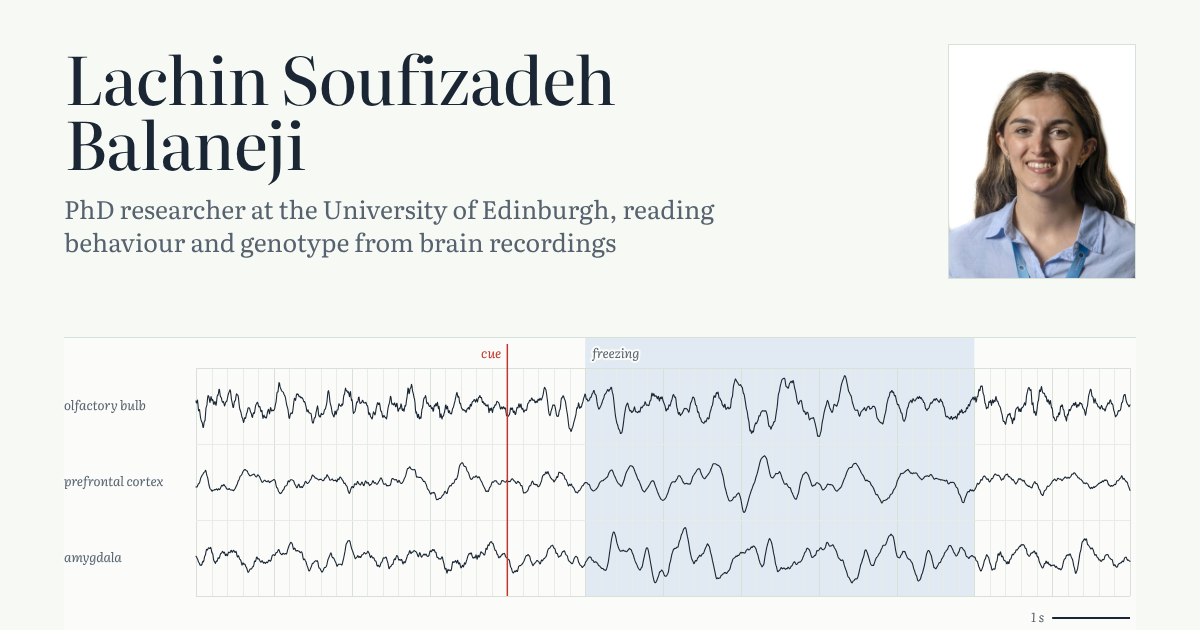 Lachin Soufizadeh
Balaneji
PhD researcher at the University of Edinburgh, reading
behaviour and genotype from brain recordings
cue
freezing
olfactory bulb
prefrontal cortex
amygdala
1 s